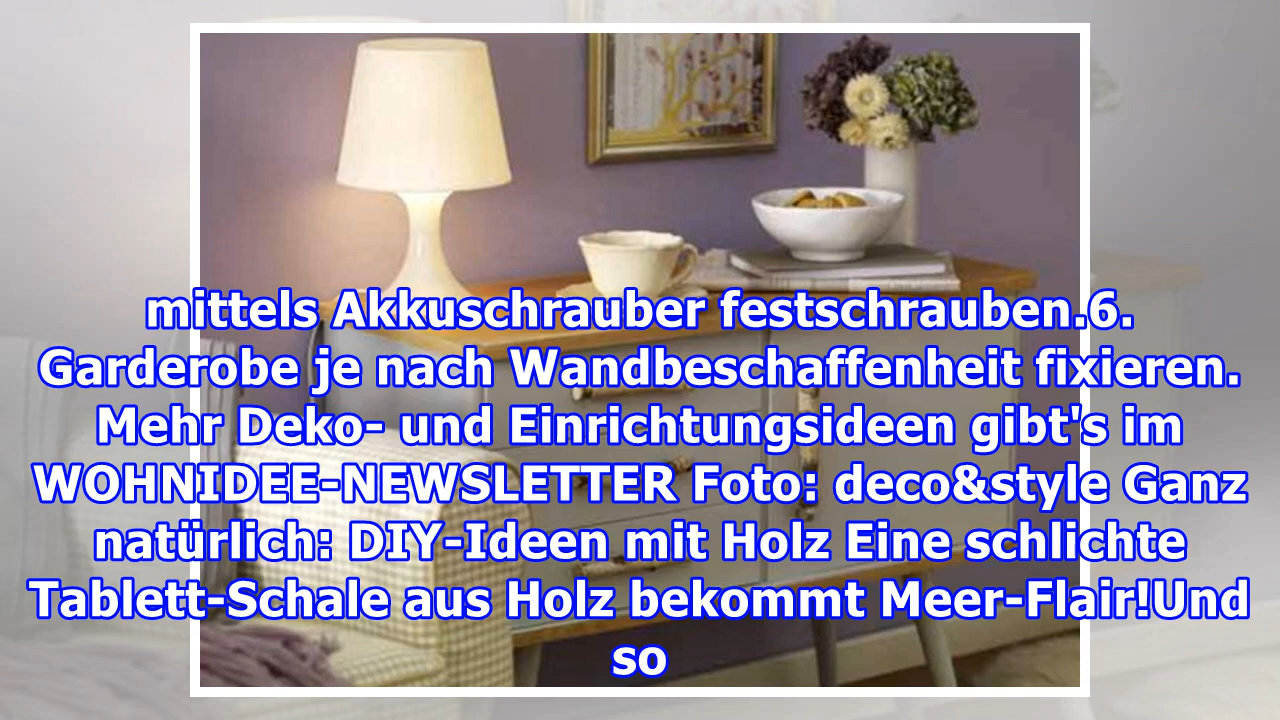 mittels Akkuschrauber festschrauben.6.
Garderobe je nach Wandbeschaffenheit fixieren.
Mehr Deko- und Einrichtungsideen gibt's im
WOHNIDEE-NEWSLETTER Foto: deco&style Ganz
natürlich: DIY-Ideen mit Holz Eine schlichte
Tablett-Schale aus Holz bekommt Meer-Flair!Und
so